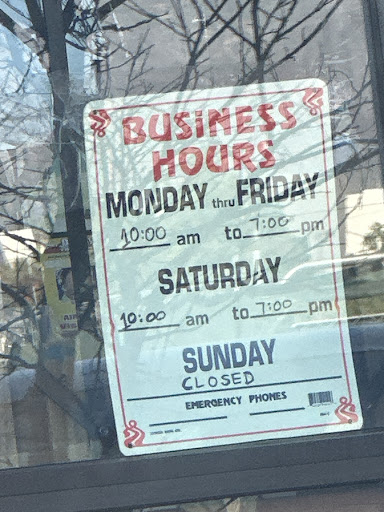 BUSINESS
HOURS
MONDAY thru FRIDAY
10:00 am to 7:00 pm
SATURDAY
10:00 am to 7:00 pm
SUNDAY
CLOSED
EMERGENCY PHONES